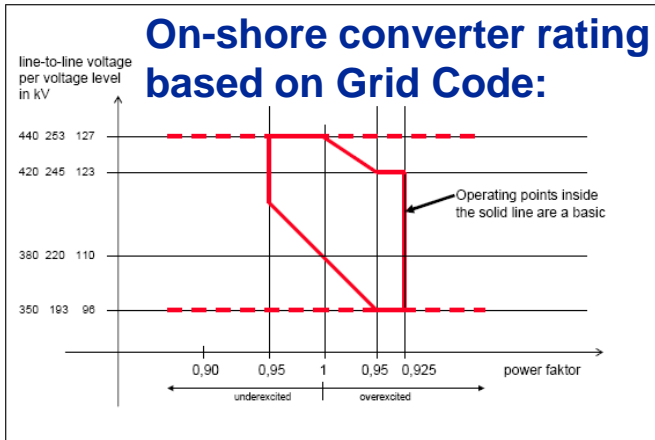 On-shore converter rating
based on Grid Code:
line-to-line voltage
per voltage level
in kV
440 263 127
420 245 123
Operating points inside
the solid line are a basic
380 220 110
350 193 96
0,90 0,95 1 0,95 0,925 power faktor
underexcited overexcited